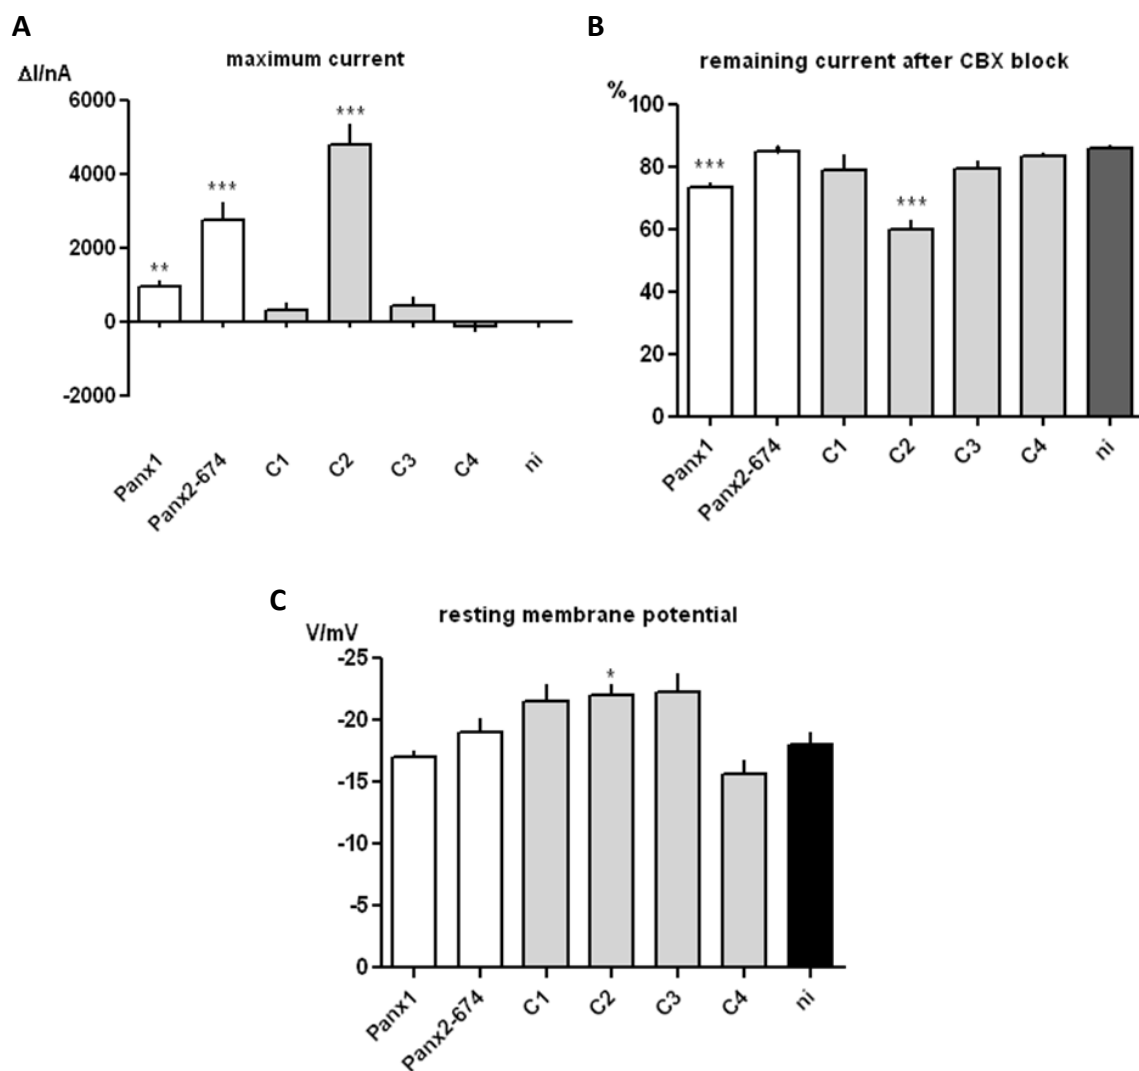 A
maximum current
ΔI/nA
6000
4000
2000
0
-2000
**
***
***
Panx1
Panx2-674
C1
C2
C3
C4
ni
B
remaining current after CBX block
%
100
80
60
40
20
0
***
***
Panx1
Panx2-674
C1
C2
C3
C4
ni
C
resting membrane potential
V/mV
-25
-20
-15
-10
-5
0
*
Panx1
Panx2-674
C1
C2
C3
C4
ni